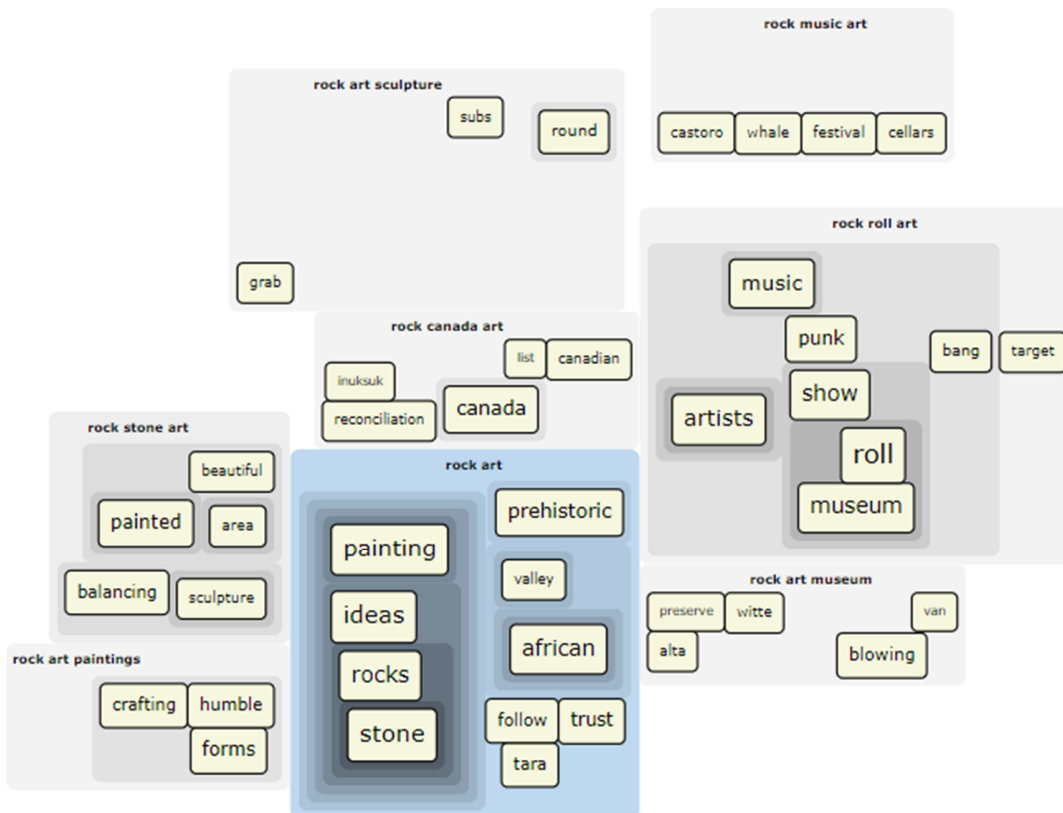 rock music art
castoro
whale
festival
cellars
rock art sculpture
subs
round
grab
rock roll art
music
punk
bang
target
show
artists
roll
museum
rock canada art
list
canadian
inuksuk
canada
reconciliation
rock stone art
beautiful
painted
area
balancing
sculpture
rock art
prehistoric
painting
valley
ideas
african
rocks
stone
follow
trust
tara
rock art museum
preserve
witte
van
alta
blowing
rock art paintings
crafting
humble
forms